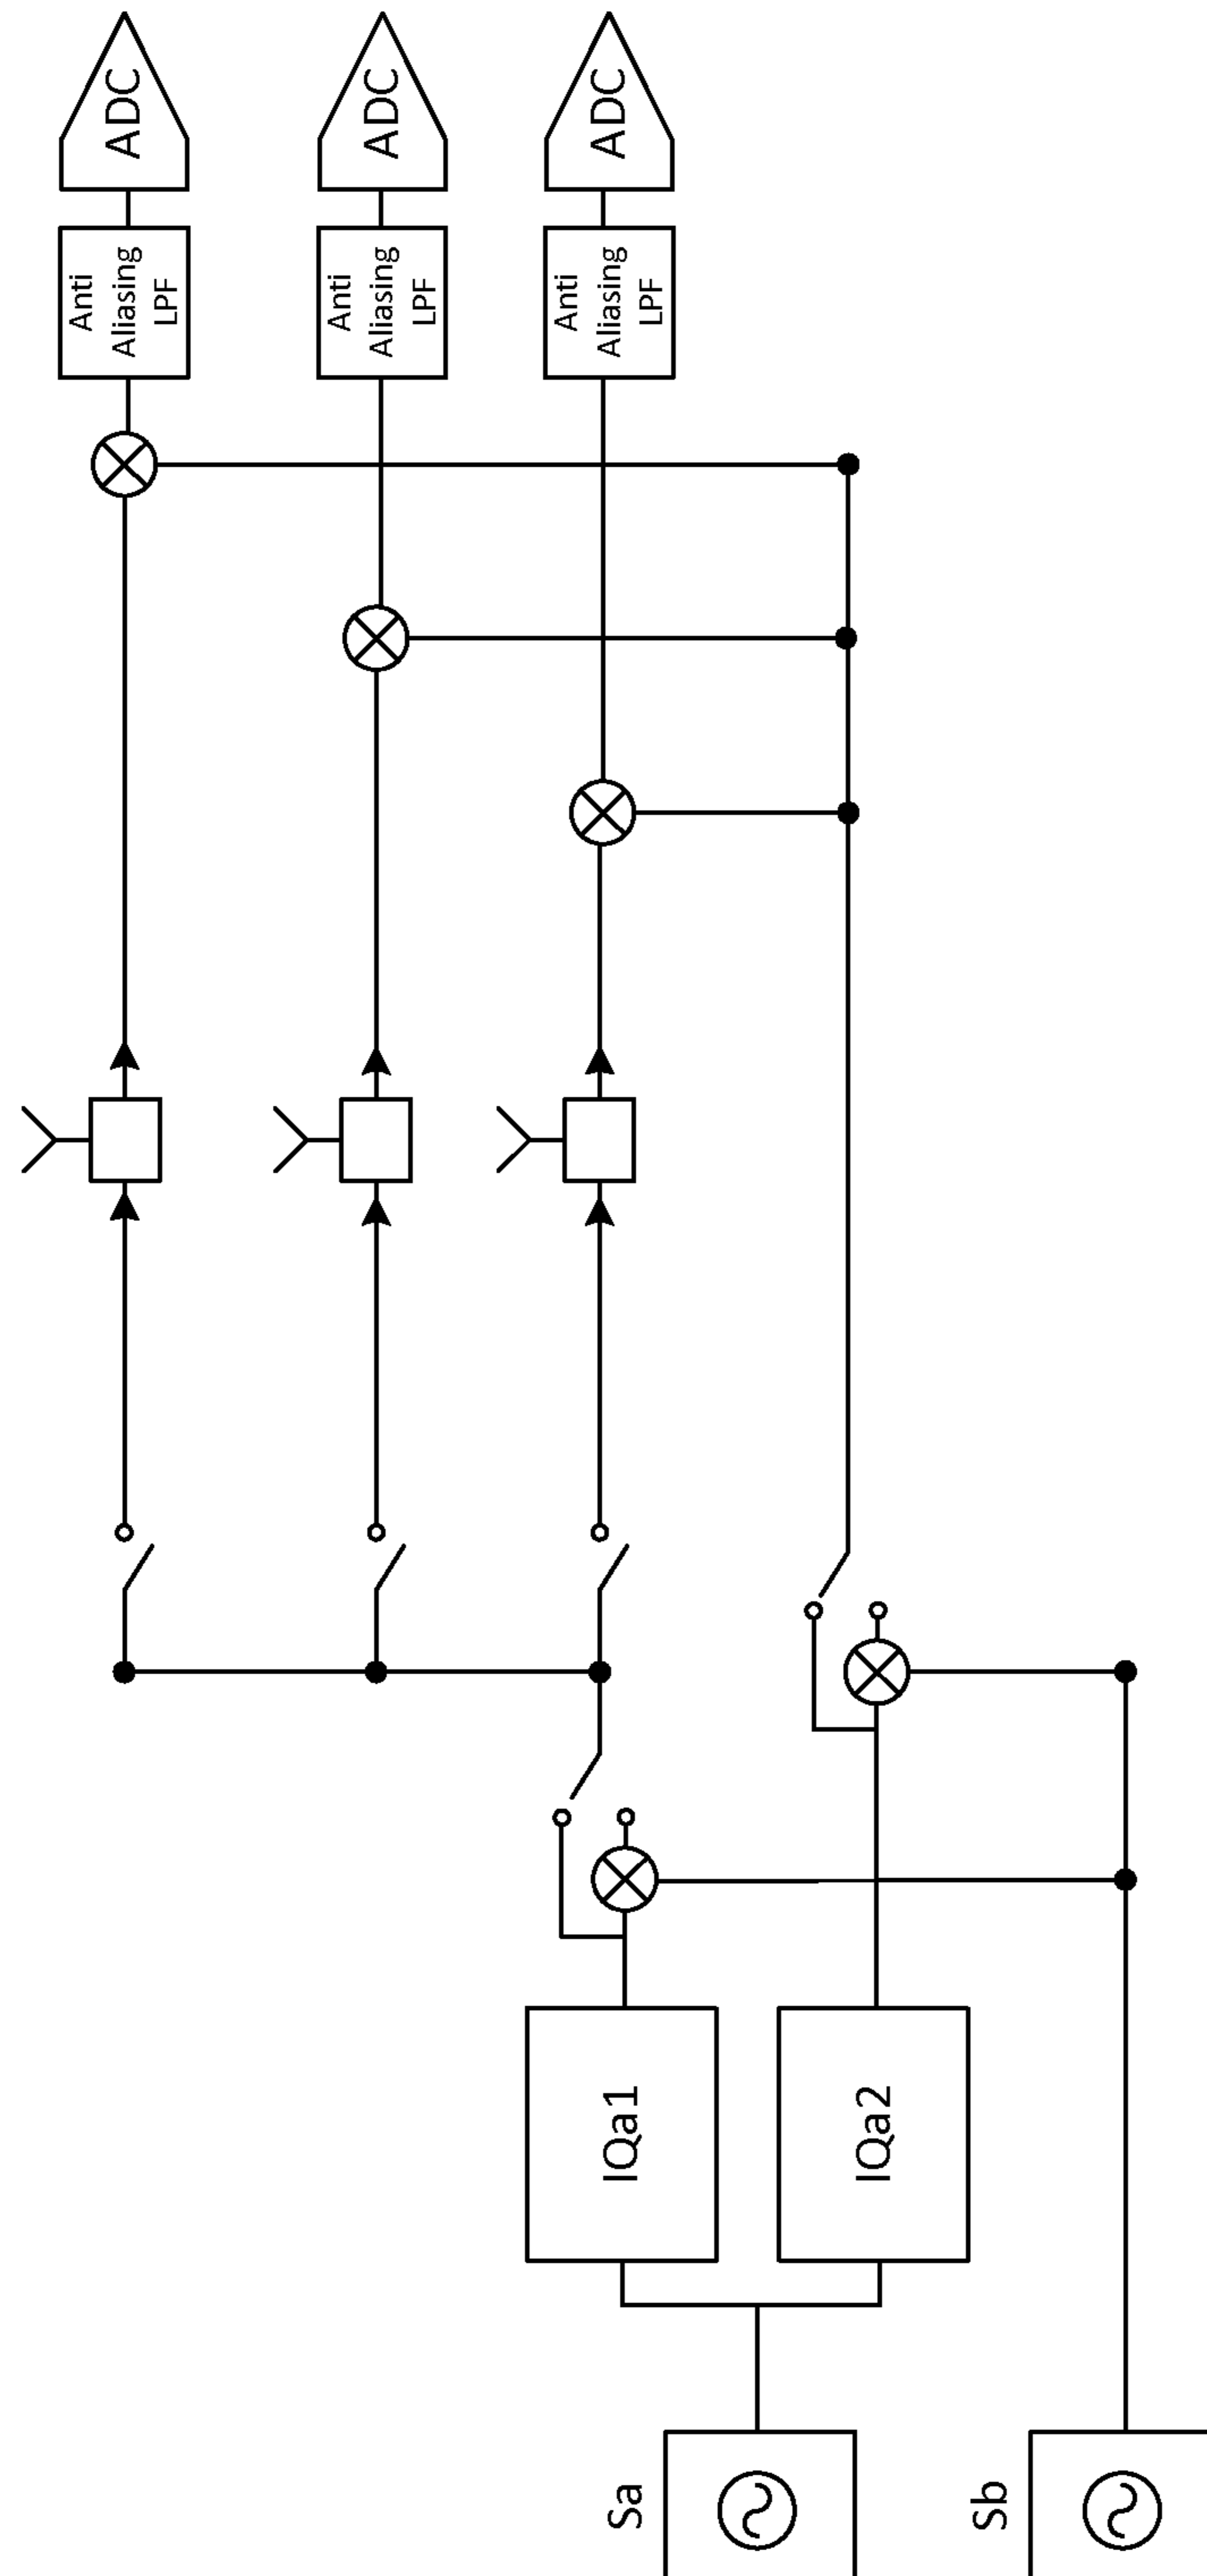 ADC
ADC
ADC
Anti
Aliasing
LPF
Anti
Aliasing
LPF
Anti
Aliasing
LPF
IQa1
IQa2
Sa
Sb